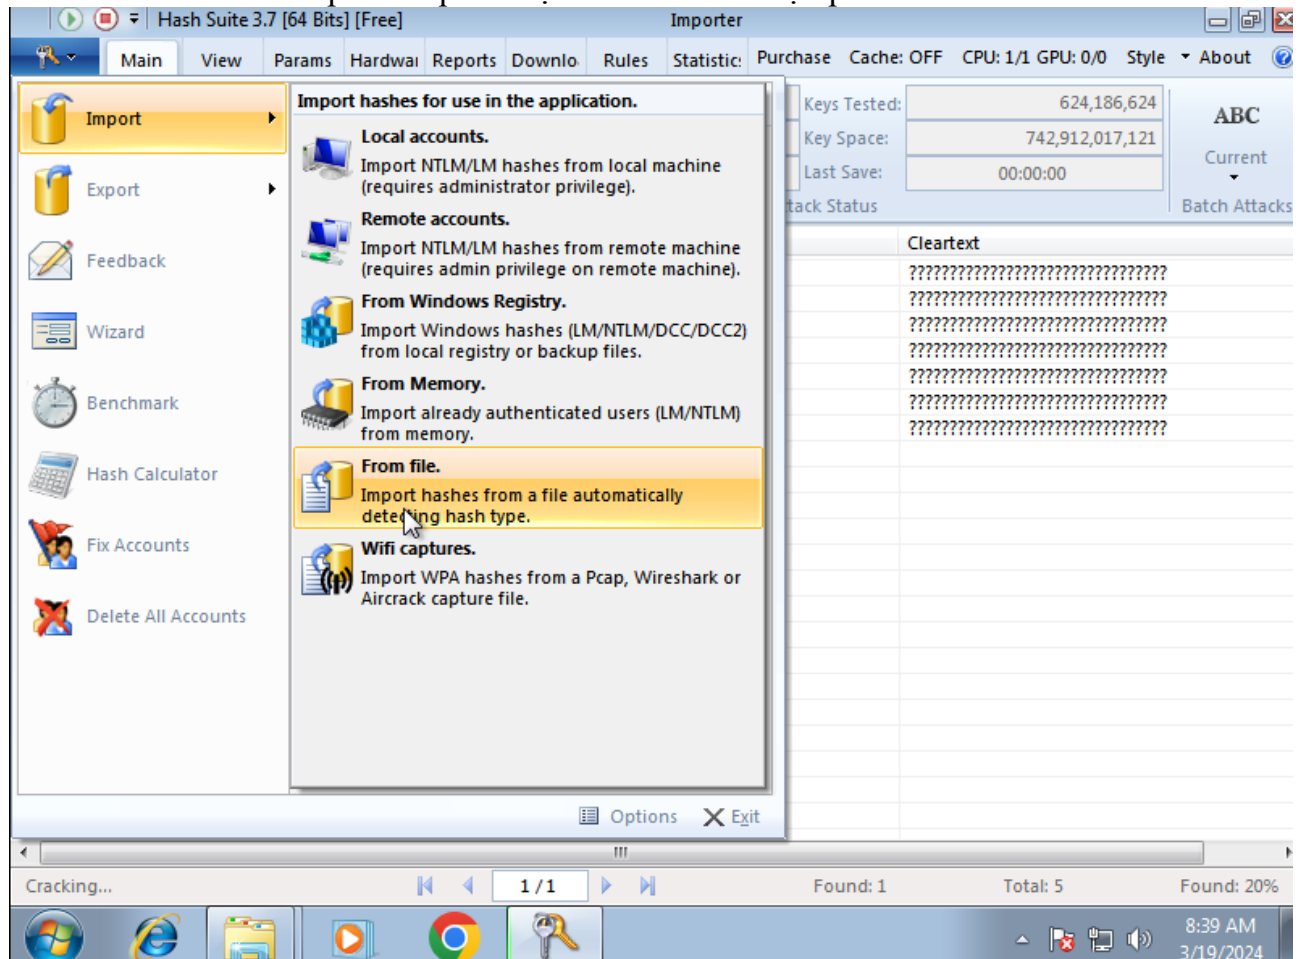 Hash Suite 3.7 [64 Bits] [Free]
Importer
Main View Params Hardwar Reports Downlo Rules Statistic Purchase Cache: OFF CPU: 1/1 GPU: 0/0 Style About
Import
Export
Feedback
Wizard
Benchmark
Hash Calculator
Fix Accounts
Delete All Accounts
Import hashes for use in the application.
Local accounts.
Import NTLM/LM hashes from local machine
(requires administrator privilege).
Remote accounts.
Import NTLM/LM hashes from remote machine
(requires admin privilege on remote machine).
From Windows Registry.
Import Windows hashes (LM/NTLM/DCC/DCC2)
from local registry or backup files.
From Memory.
Import already authenticated users (LM/NTLM)
from memory.
From file.
Import hashes from a file automatically
detecting hash type.
Wifi captures.
Import WPA hashes from a Pcap, Wireshark or
Aircrack capture file.
Options Exit
Keys Tested: 624,186,624
Key Space: 742,912,017,121
Last Save: 00:00:00
tack Status
ABC
Current
Batch Attacks
Cleartext
????????????????????????????????
????????????????????????????????
????????????????????????????????
????????????????????????????????
????????????????????????????????
????????????????????????????????
????????????????????????????????
Cracking... 1 / 1 Found: 1 Total: 5 Found: 20%
8:39 AM
3/19/2024